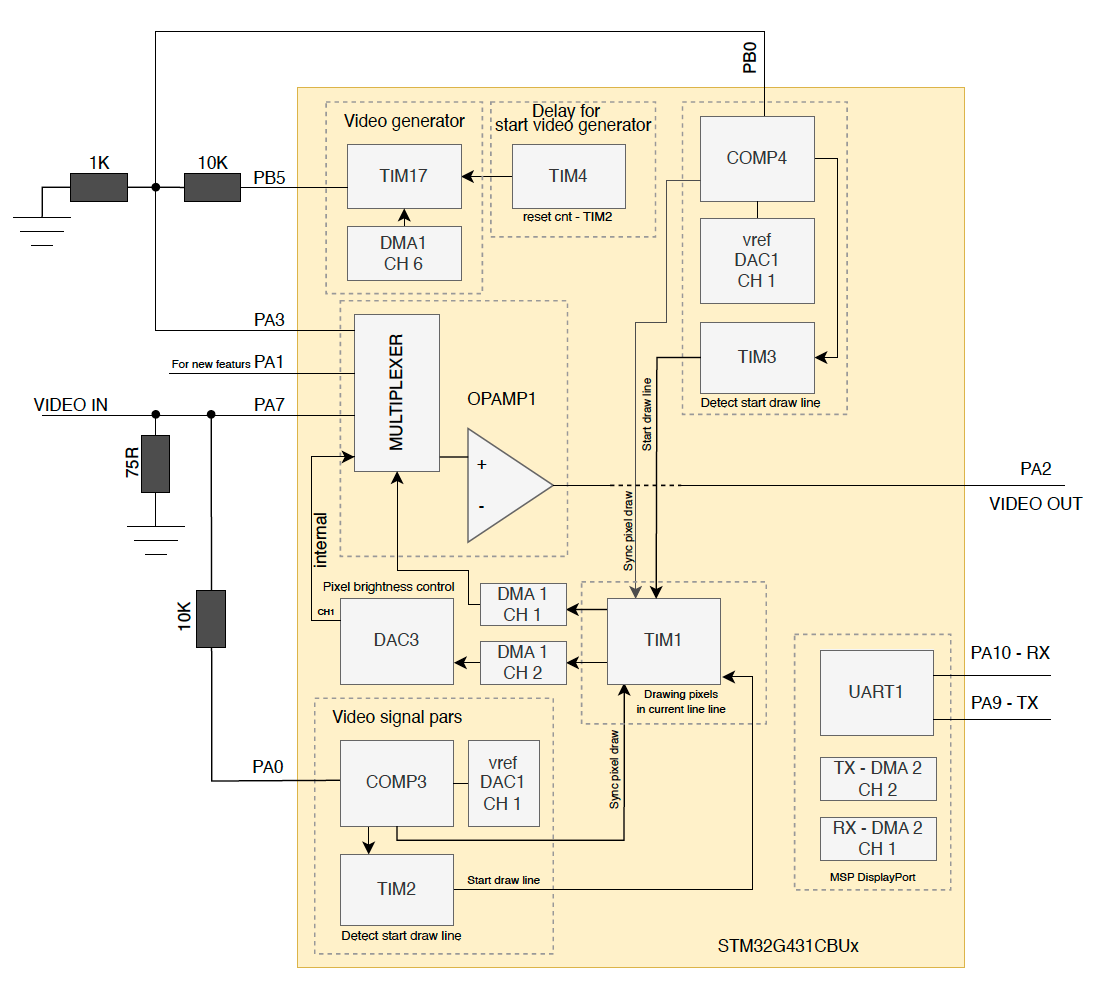 PB0
Video generator
Delay for
start video generator
COMP4
1K
10K
PB5
TIM17
TIM4
reset cnt - TIM2
DMA1
CH 6
vref
DAC1
CH 1
PA3
TIM3
Detect start draw line
For new featurs PA1
MULTIPLEXER
OPAMP1
Start draw line
VIDEO IN
PA7
75R
+
-
PA2
VIDEO OUT
Sync pixel draw
internal
Pixel brightness control
CH1
DAC3
DMA 1
CH 1
DMA 1
CH 2
TIM1
Drawing pixels
in current line line
10K
UART1
PA10 - RX
PA9 - TX
Video signal pars
PA0
COMP3
vref
DAC1
CH 1
Sync pixel draw
TX - DMA 2
CH 2
RX - DMA 2
CH 1
MSP DisplayPort
TIM2
Start draw line
Detect start draw line
STM32G431CBUx